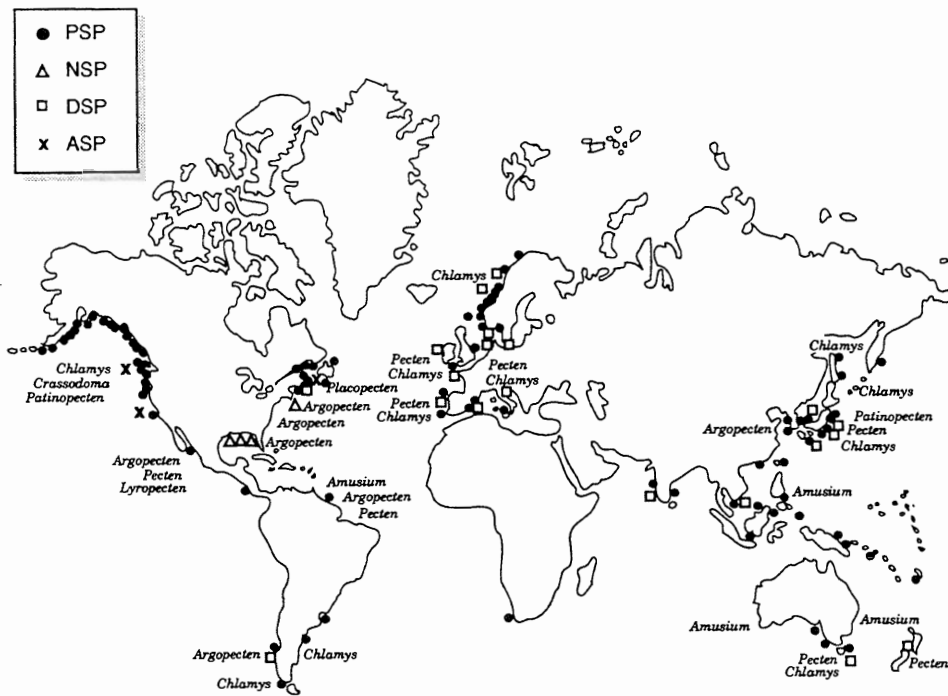 PSP
NSP
DSP
ASP
Chlamys
Chlamys
Crassodoma
Patinopecten
Placopecten
Argopecten
Argopecten
Argopecten
Argopecten
Pecten
Lyropecten
Amusium
Argopecten
Pecten
Argopecten
Chlamys
Chlamys
Pecten
Chlamys
Pecten
Chlamys
Pecten
Chlamys
Chlamys
Chlamys
Argopecten
Patinopecten
Pecten
Chlamys
Amusium
Amusium
Amusium
Pecten
Chlamys
Pecten